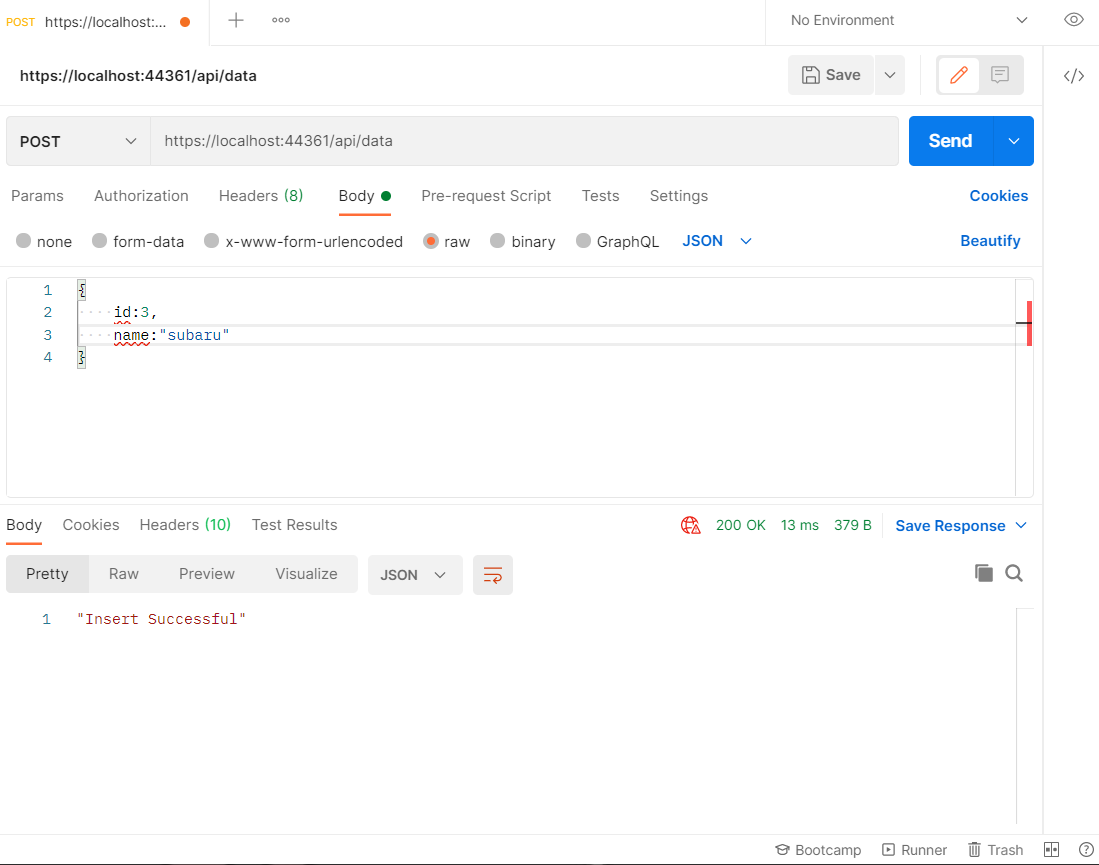 POST https://localhost:... No Environment
https://localhost:44361/api/data Save </>
POST https://localhost:44361/api/data Send
Params Authorization Headers (8) Body Pre-request Script Tests Settings Cookies
none form-data x-www-form-urlencoded raw binary GraphQL JSON Beautify
1 {
2 ····id:3,
3 ····name:"subaru"
4 }
Body Cookies Headers (10) Test Results 200 OK 13 ms 379 B Save Response
Pretty Raw Preview Visualize JSON
1 "Insert Successful"
Bootcamp Runner Trash ?